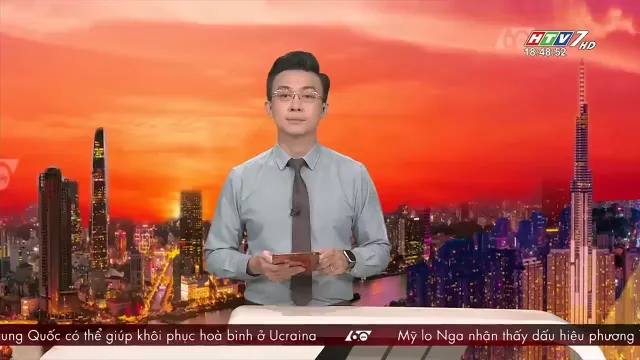 HTV7 HD
18:48:52
ung Quốc có thể giúp khôi phục hoà bình ở Ucraina 60 Mỹ lo Nga nhận thấy dấu hiệu phương